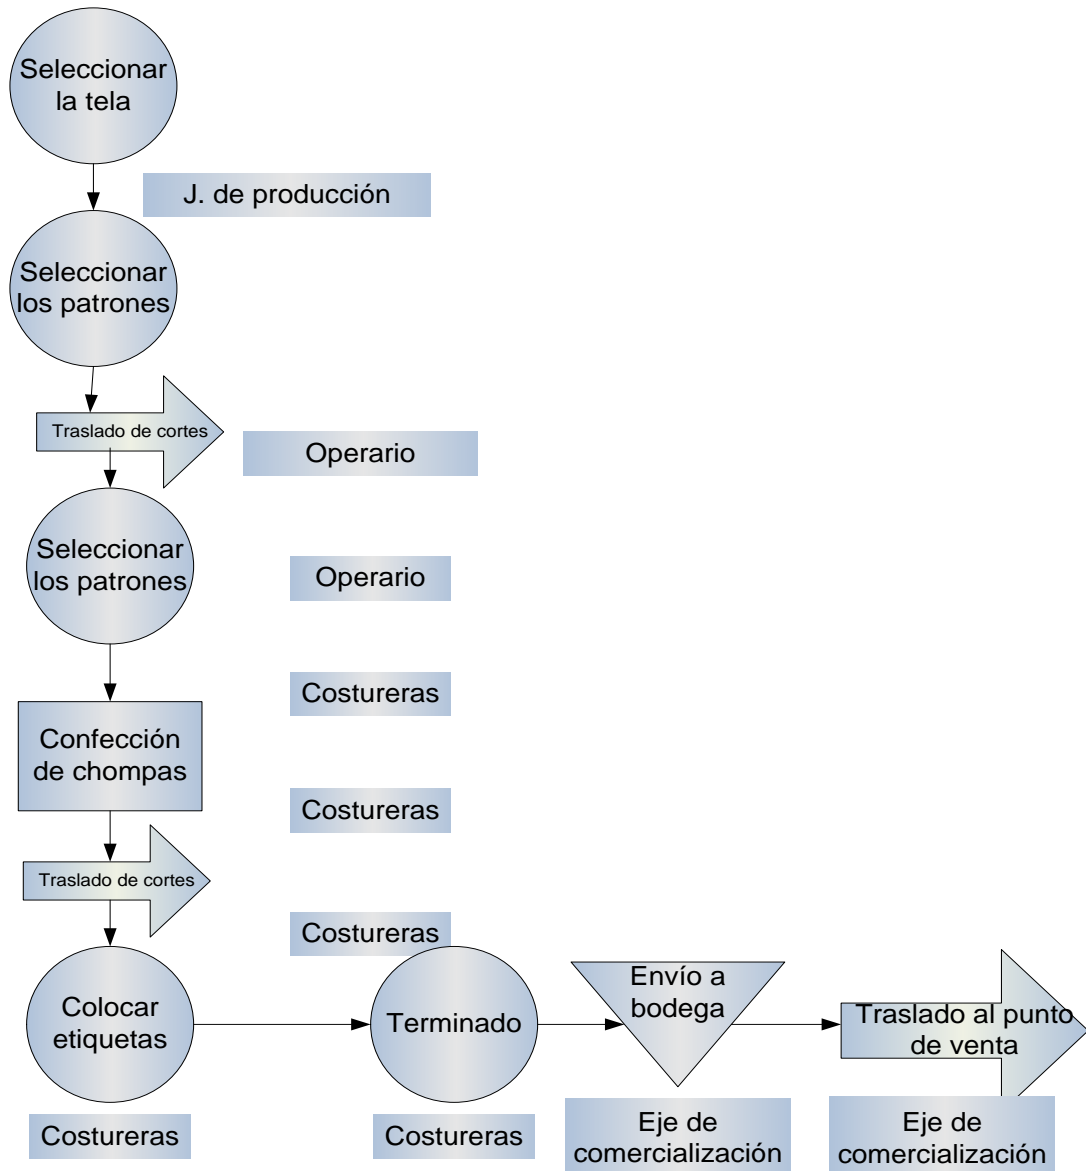 Seleccionar
la tela
J. de producción
Seleccionar
los patrones
Traslado de cortes
Operario
Seleccionar
los patrones
Operario
Costureras
Confección
de chompas
Costureras
Traslado de cortes
Costureras
Colocar
etiquetas
Terminado
Envío a
bodega
Traslado al punto
de venta
Costureras
Costureras
Eje de
comercialización
Eje de
comercialización